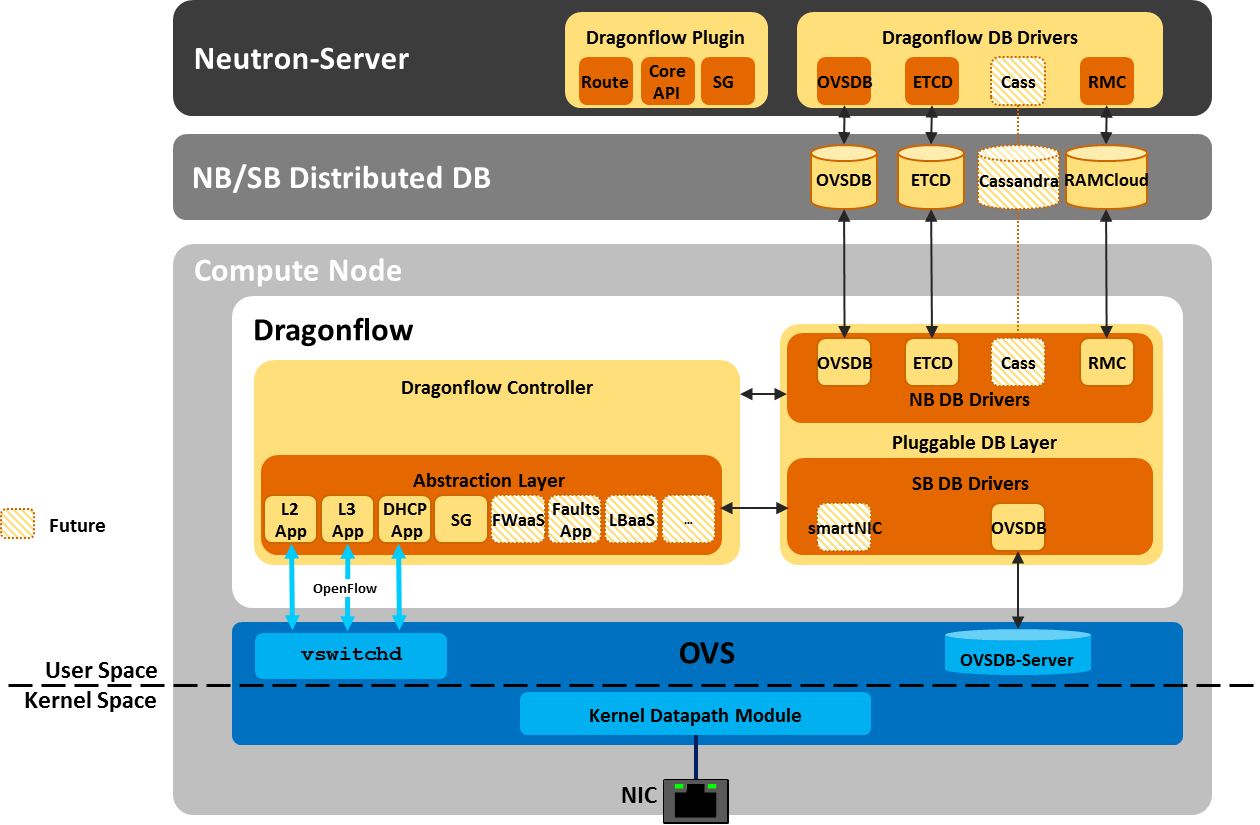 Neutron-Server
Dragonflow Plugin
Route
Core
API
SG
Dragonflow DB Drivers
OVSDB
ETCD
Cass
RMC
NB/SB Distributed DB
OVSDB
ETCD
Cassandra
RAMCloud
Compute Node
Dragonflow
Dragonflow Controller
Abstraction Layer
L2
App
L3
App
DHCP
App
SG
FWaaS
Faults
App
LBaaS
...
OVSDB
ETCD
Cass
RMC
NB DB Drivers
Pluggable DB Layer
SB DB Drivers
smartNIC
OVSDB
Future
OpenFlow
vswitchd
OVS
OVSDB-Server
User Space
Kernel Space
Kernel Datapath Module
NIC